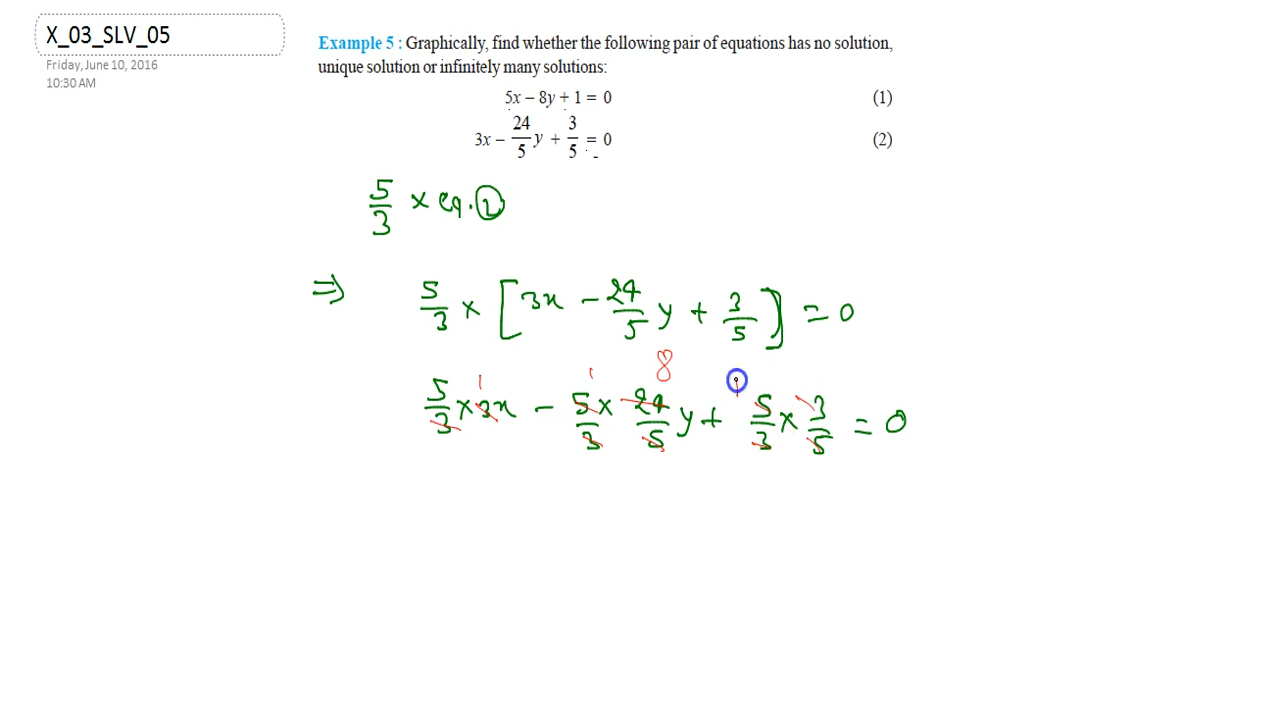 X_03_SLV_05
Friday, June 10, 2016
10:30 AM
Example 5 : Graphically, find whether the following pair of equations has no solution,
unique solution or infinitely many solutions:
5x – 8y + 1 = 0 (1)
3x – 24/5 y + 3/5 = 0 (2)
5/3 × eq. ②
⇒ 5/3 × [3x – 24/5 y + 3/5] = 0
5/3 × 3x – 5/3 × 24/5 y + 5/3 × 3/5 = 0
1 1 8 1